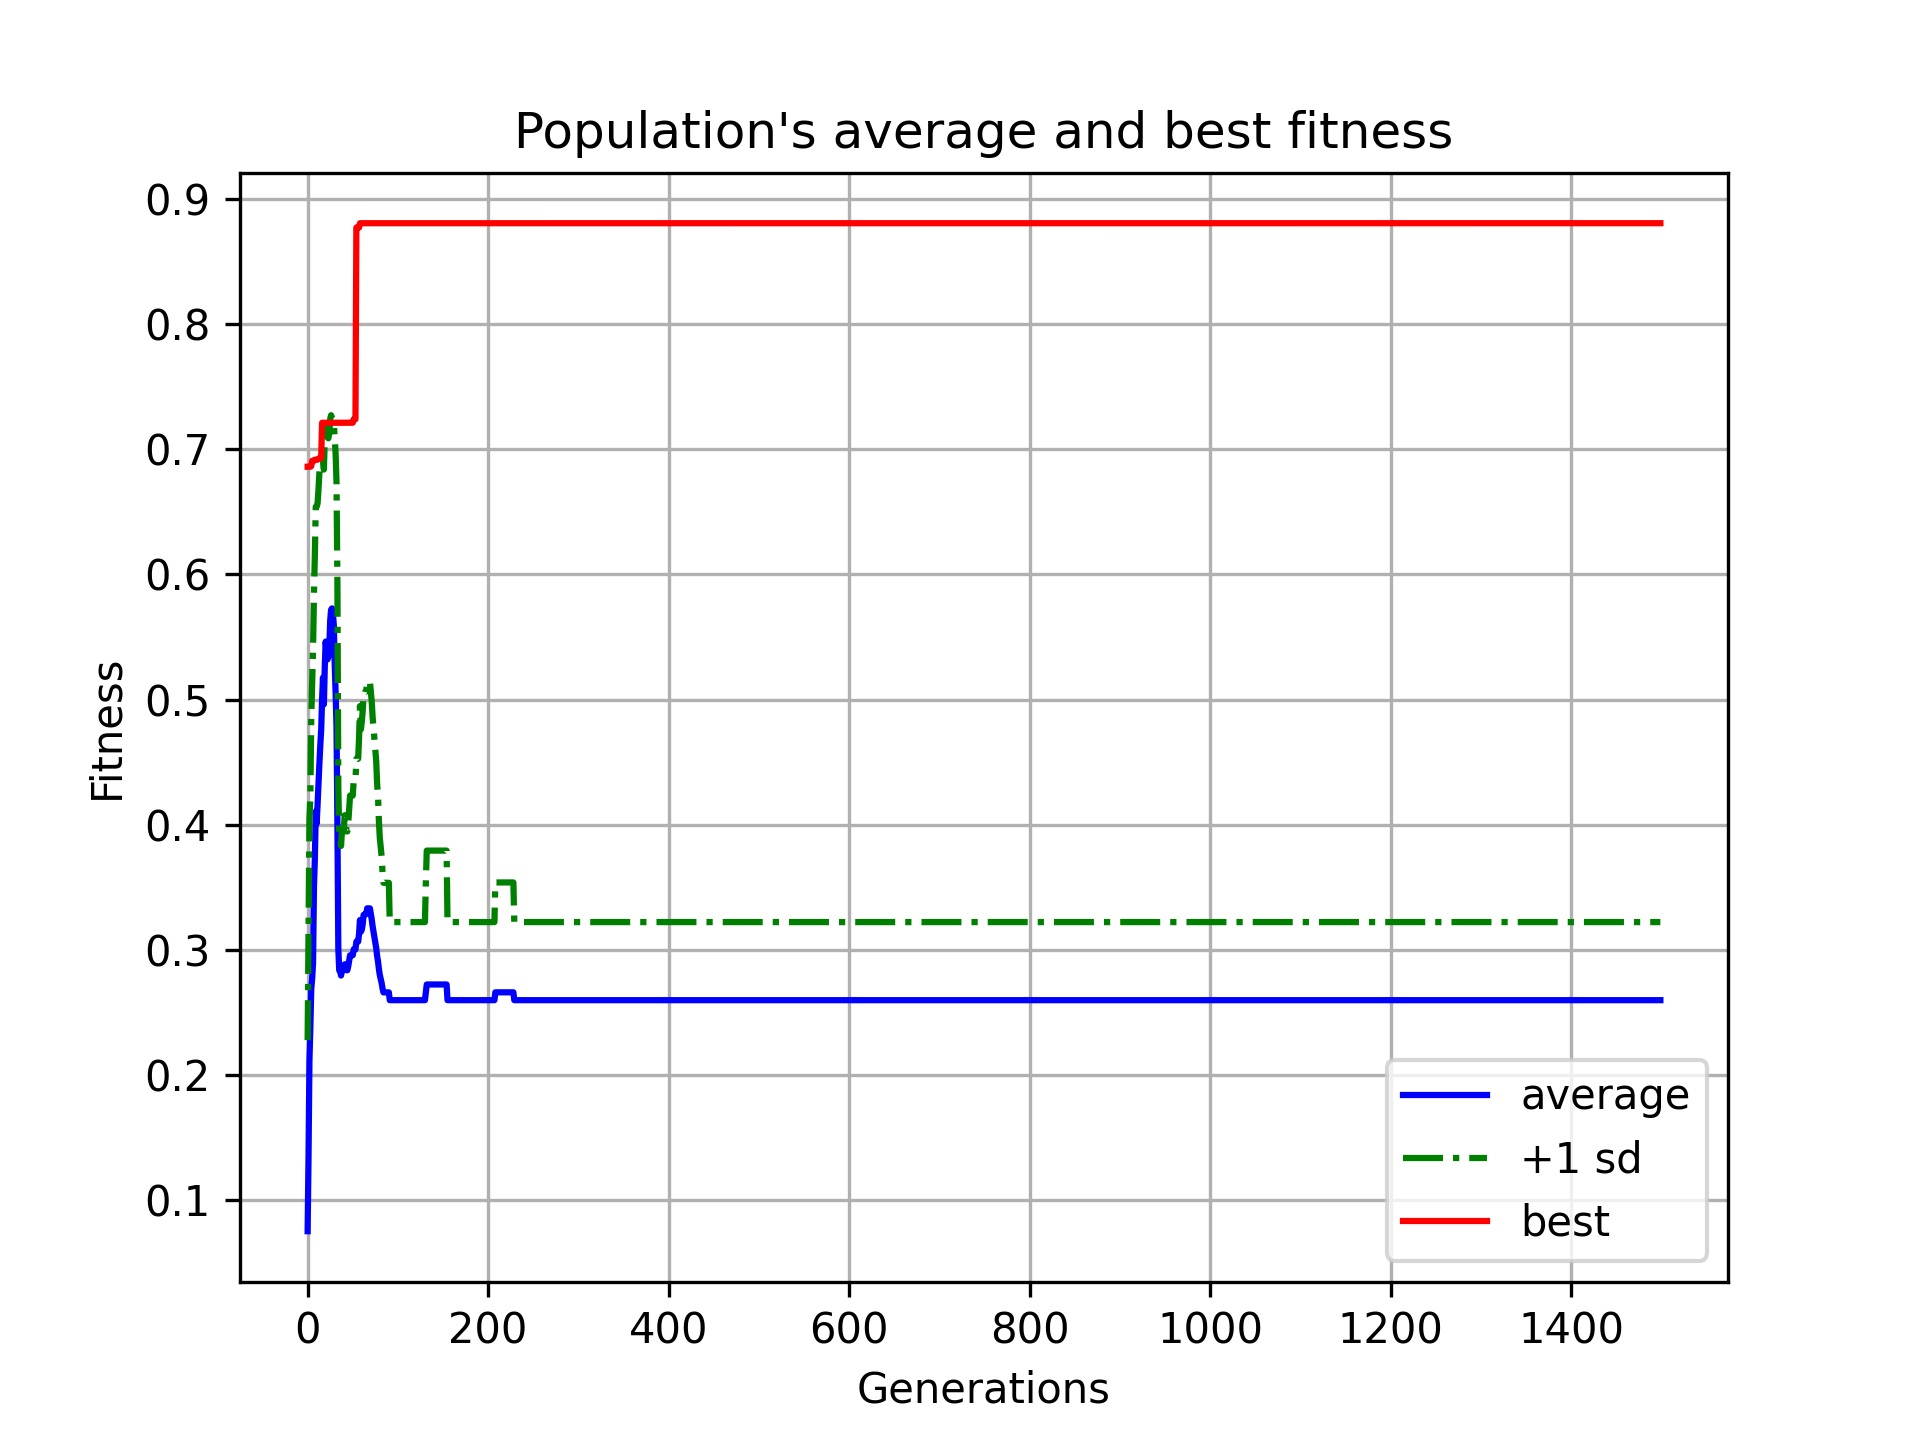 Population's average and best fitness
0.9
0.8
0.7
0.6
0.5
0.4
0.3
0.2
0.1
Fitness
average
+1 sd
best
0 200 400 600 800 1000 1200 1400
Generations